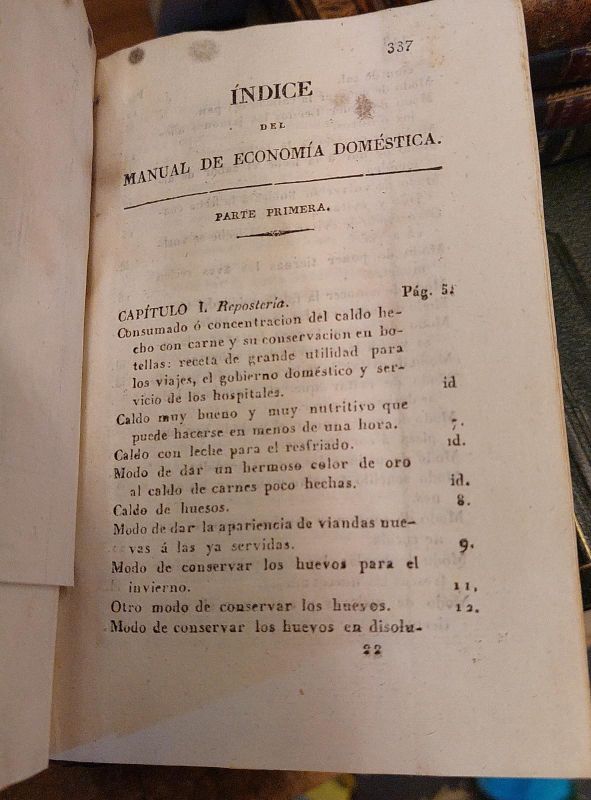 337
ÍNDICE
DEL
MANUAL DE ECONOMÍA DOMÉSTICA.
PARTE PRIMERA.
CAPÍTULO I. Repostería. Pág. 5.
Consumado ó concentracion del caldo he-
cho con carne y su conservacion en bo-
tellas: receta de grande utilidad para
los viajes, el gobierno doméstico y ser-
vicio de los hospitales. id
Caldo muy bueno y muy nutritivo que
puede hacerse en menos de una hora. 7.
Caldo con leche para el resfriado. id.
Modo de dar un hermoso color de oro
al caldo de carnes poco hechas. id.
Caldo de huesos. 8.
Modo de dar la apariencia de viandas nue-
vas á las ya servidas. 9.
Modo de conservar los huevos para el
invierno. 11.
Otro modo de conservar los huevos. 12.
Modo de conservar los huevos en disolu-
22